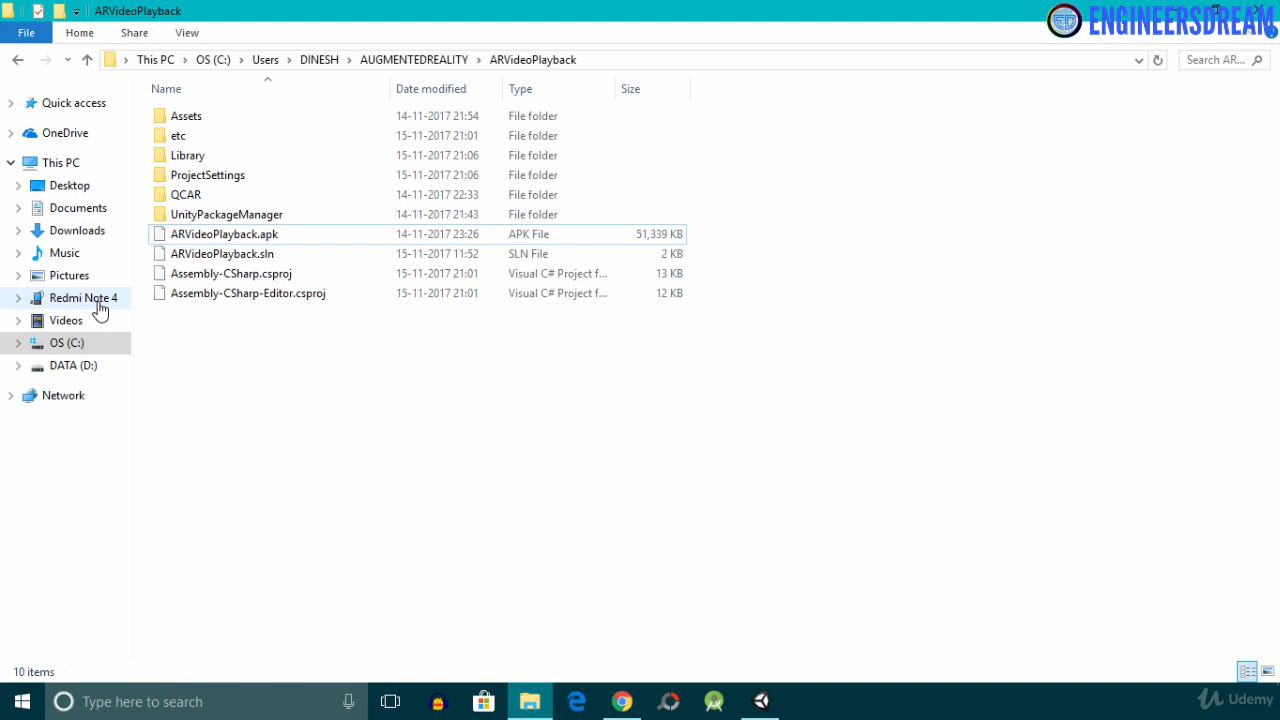 ARVideoPlayback
ENGINEERSDREAM
File Home Share View
This PC OS (C:) Users DINESH AUGMENTEDREALITY ARVideoPlayback Search AR...
Name Date modified Type Size
Quick access
OneDrive
This PC
Desktop
Documents
Downloads
Music
Pictures
Redmi Note 4
Videos
OS (C:)
DATA (D:)
Network
Assets 14-11-2017 21:54 File folder
etc 15-11-2017 21:01 File folder
Library 15-11-2017 21:06 File folder
ProjectSettings 15-11-2017 21:06 File folder
QCAR 14-11-2017 22:33 File folder
UnityPackageManager 14-11-2017 21:43 File folder
ARVideoPlayback.apk 14-11-2017 23:26 APK File 51,339 KB
ARVideoPlayback.sln 15-11-2017 11:52 SLN File 2 KB
Assembly-CSharp.csproj 15-11-2017 21:01 Visual C# Project f... 13 KB
Assembly-CSharp-Editor.csproj 15-11-2017 21:01 Visual C# Project f... 12 KB
10 items
Type here to search
Udemy